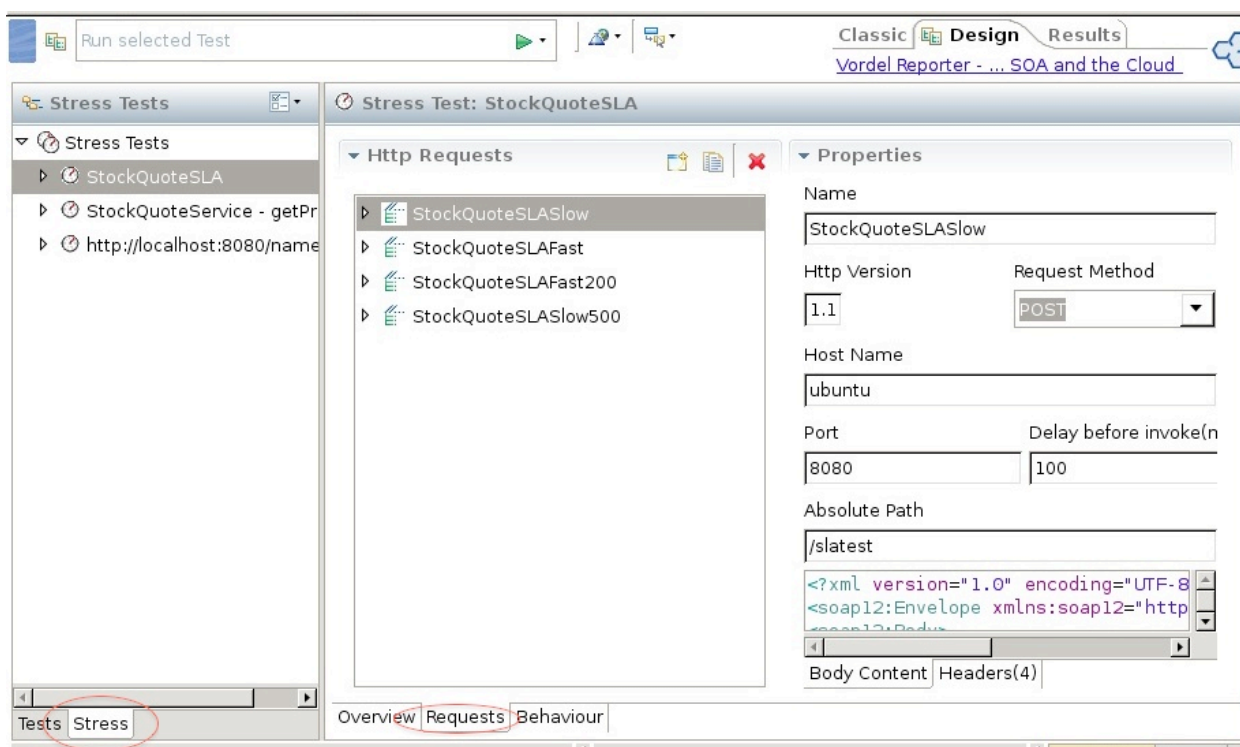 Run selected Test
Classic Design Results
Vordel Reporter - ... SOA and the Cloud
Stress Tests
Stress Tests
StockQuoteSLA
StockQuoteService - getPr
http://localhost:8080/name
Tests Stress
Stress Test: StockQuoteSLA
Http Requests
StockQuoteSLASlow
StockQuoteSLAFast
StockQuoteSLAFast200
StockQuoteSLASlow500
Properties
Name
StockQuoteSLASlow
Http Version Request Method
1.1 POST
Host Name
ubuntu
Port Delay before invoke(n
8080 100
Absolute Path
/slatest
<?xml version="1.0" encoding="UTF-8
<soap12:Envelope xmlns:soap12="http
<soap12:Body>
Body Content Headers(4)
Overview Requests Behaviour